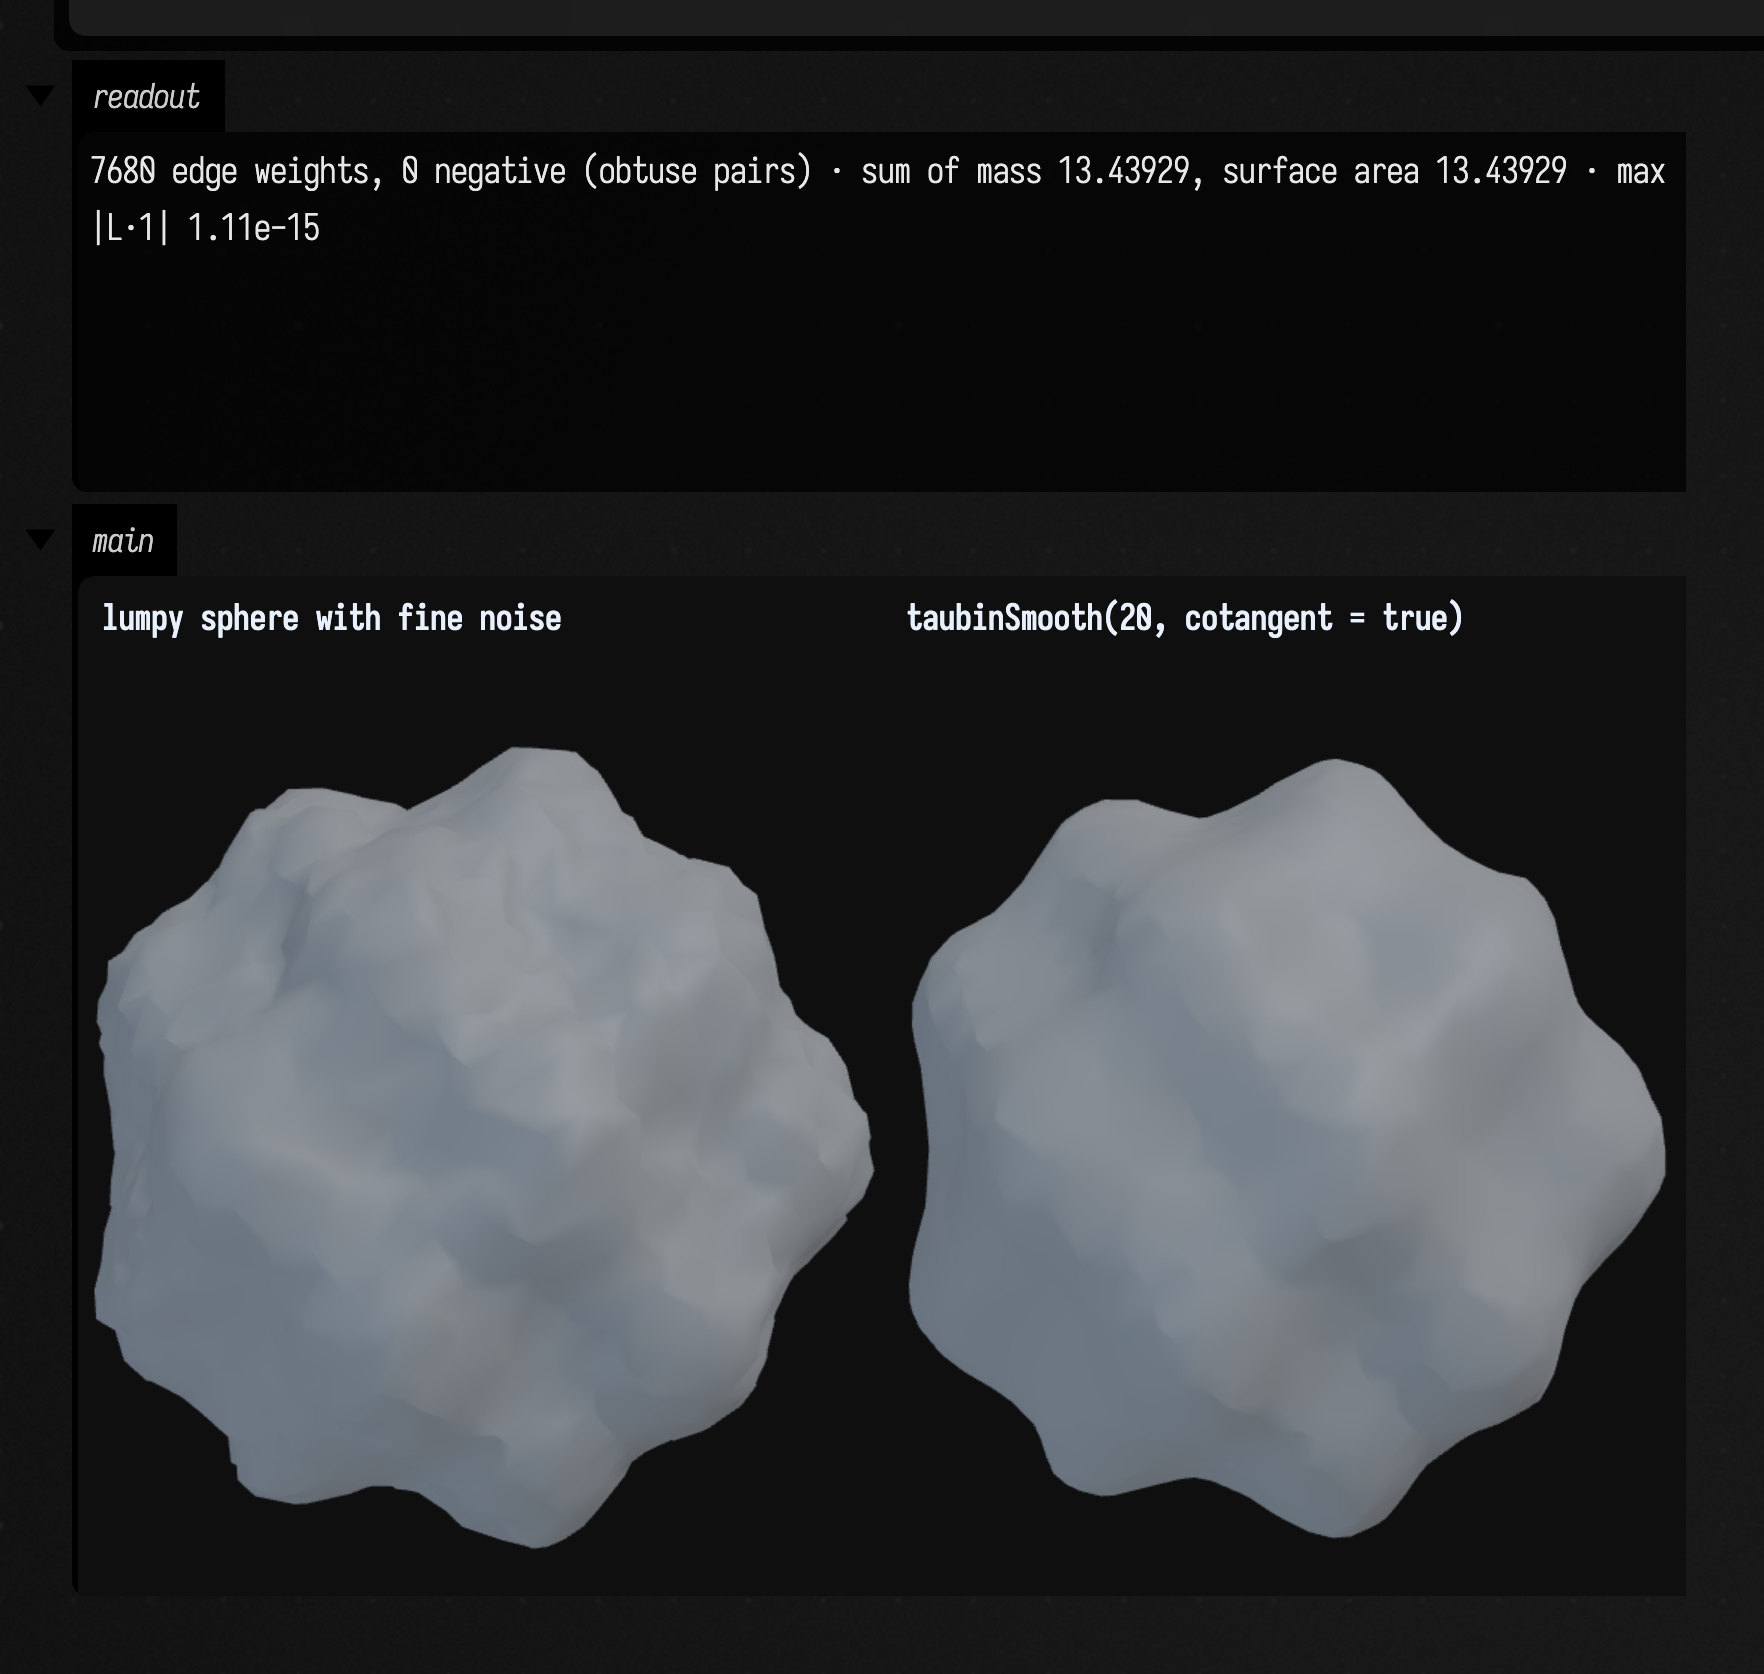 readout
7680 edge weights, 0 negative (obtuse pairs) · sum of mass 13.43929, surface area 13.43929 · max
|L·1| 1.11e-15
main
lumpy sphere with fine noise
taubinSmooth(20, cotangent = true)